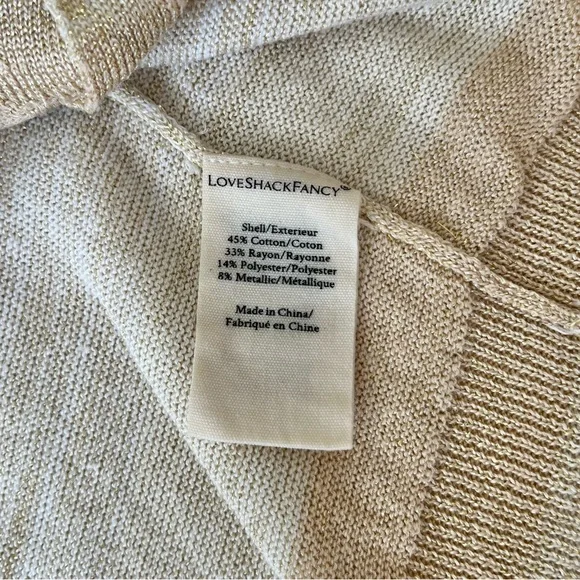 LOVESHACKFANCY
Shell/Exterieur
45% Cotton/Coton
33% Rayon/Rayonne
14% Polyester/Polyester
8% Metallic/Métallique
Made in China/
Fabriqué en Chine